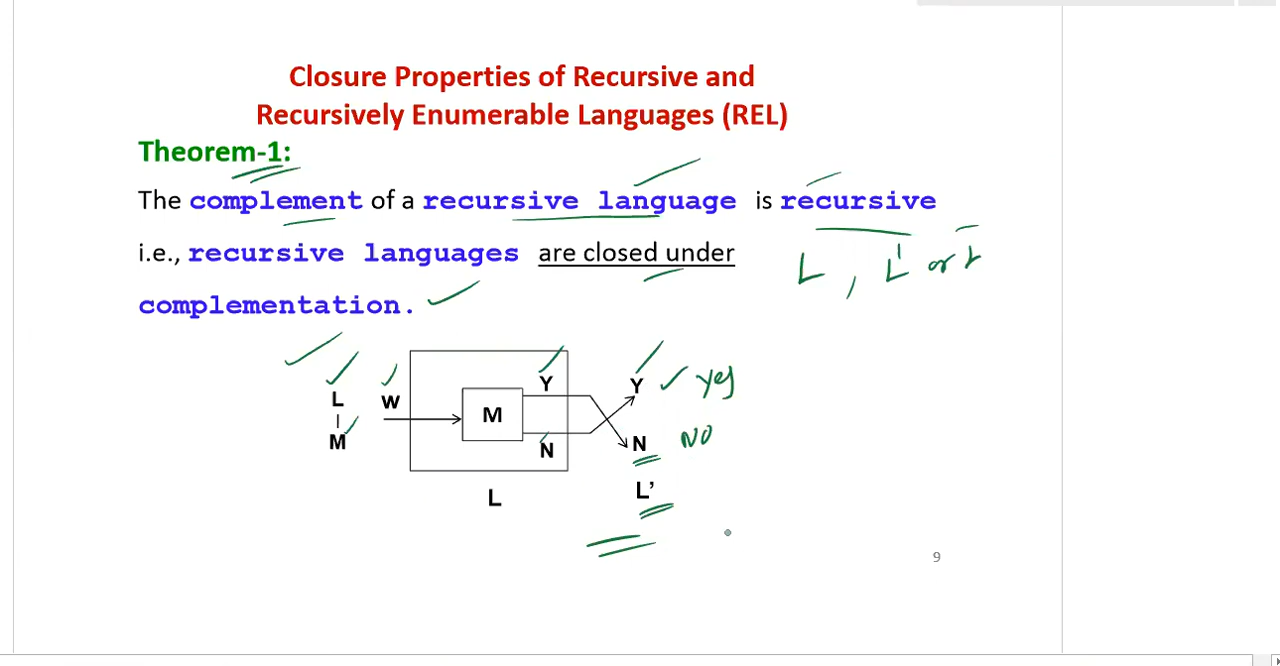 Closure Properties of Recursive and
Recursively Enumerable Languages (REL)
Theorem-1:
The complement of a recursive language is recursive
i.e., recursive languages are closed under
L , L' or L̅
complementation.
L
W
M
Y
N
Y yes
N NO
M
L'
L
9